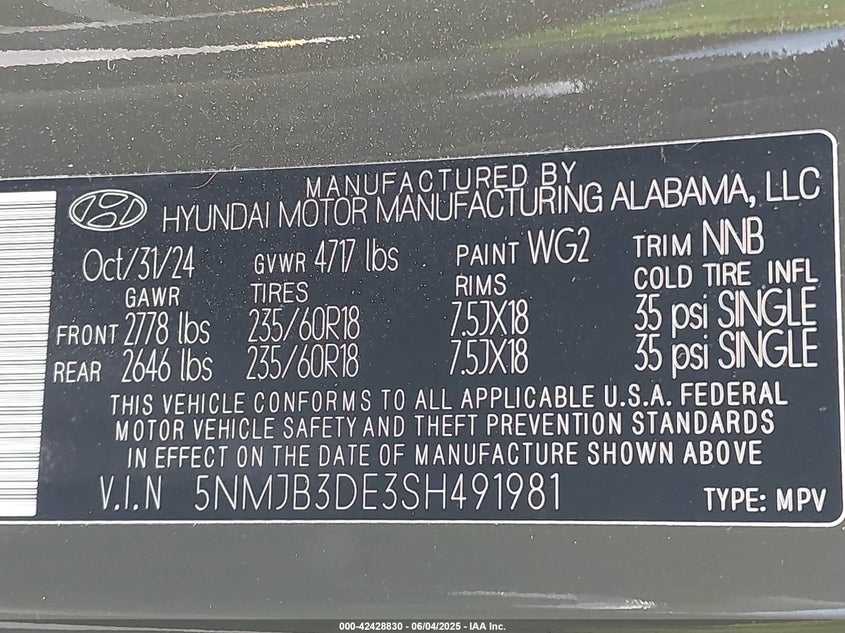 MANUFACTURED BY
HYUNDAI MOTOR MANUFACTURING ALABAMA, LLC
Oct/31/24 GVWR 4717 lbs PAINT WG2 TRIM NNB
GAWR TIRES RIMS COLD TIRE INFL
FRONT 2778 lbs 235/60R18 7.5JX18 35 psi SINGLE
REAR 2646 lbs 235/60R18 7.5JX18 35 psi SINGLE
THIS VEHICLE CONFORMS TO ALL APPLICABLE U.S.A. FEDERAL
MOTOR VEHICLE SAFETY AND THEFT PREVENTION STANDARDS
IN EFFECT ON THE DATE OF MANUFACTURE SHOWN ABOVE
V.I.N 5NMJB3DE3SH491981 TYPE: MPV
000-42428830 - 06/04/2025 - IAA Inc.